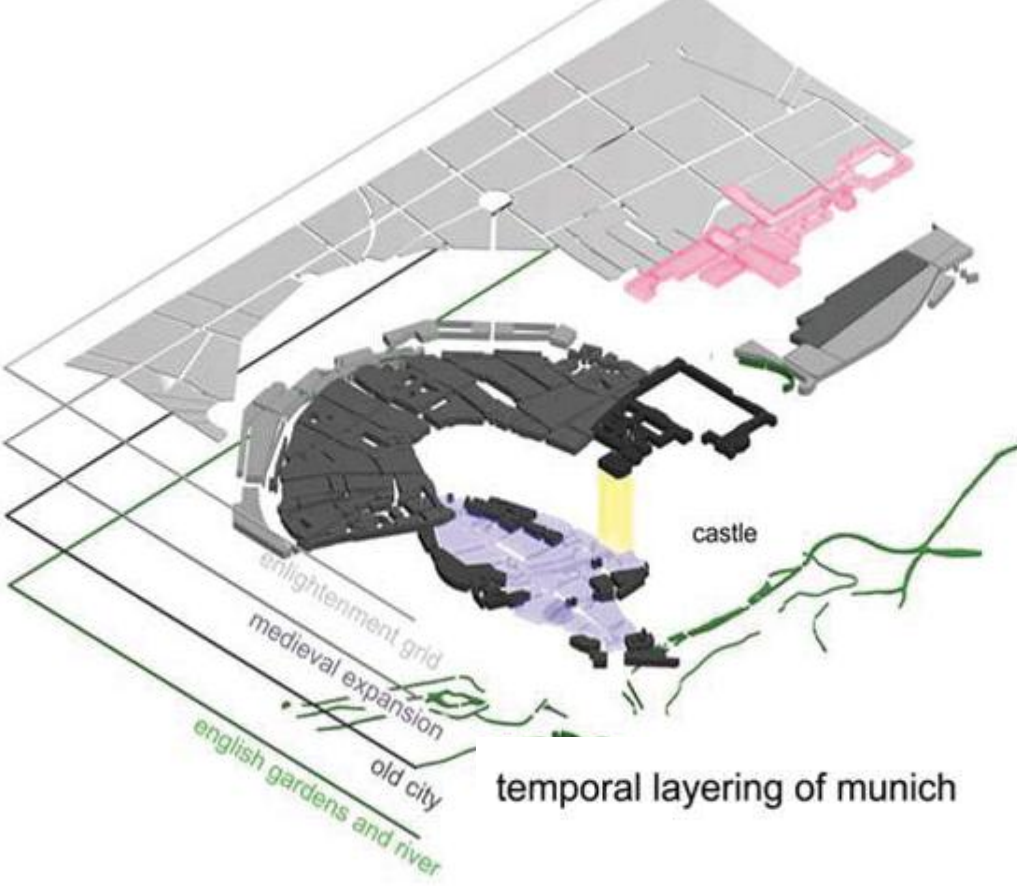 castle
enlightenment grid
medieval expansion
old city
english gardens and river
temporal layering of munich